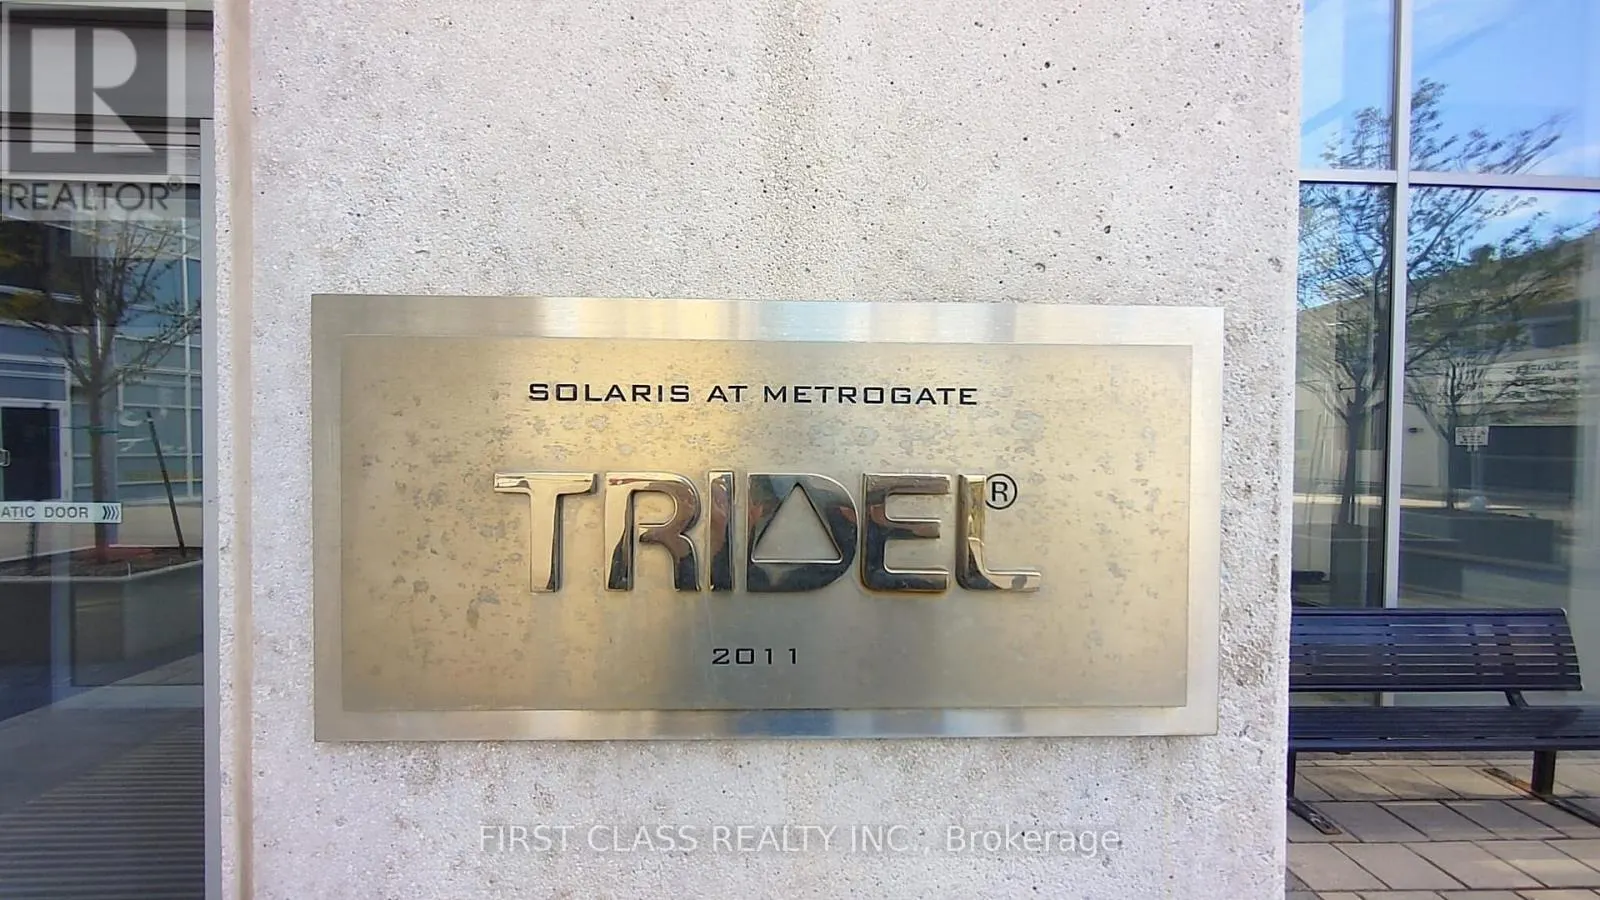 REALTOR®
SOLARIS AT METROGATE
TRIDEL®
2011
ATIC DOOR
FIRST CLASS REALTY INC., Brokerage